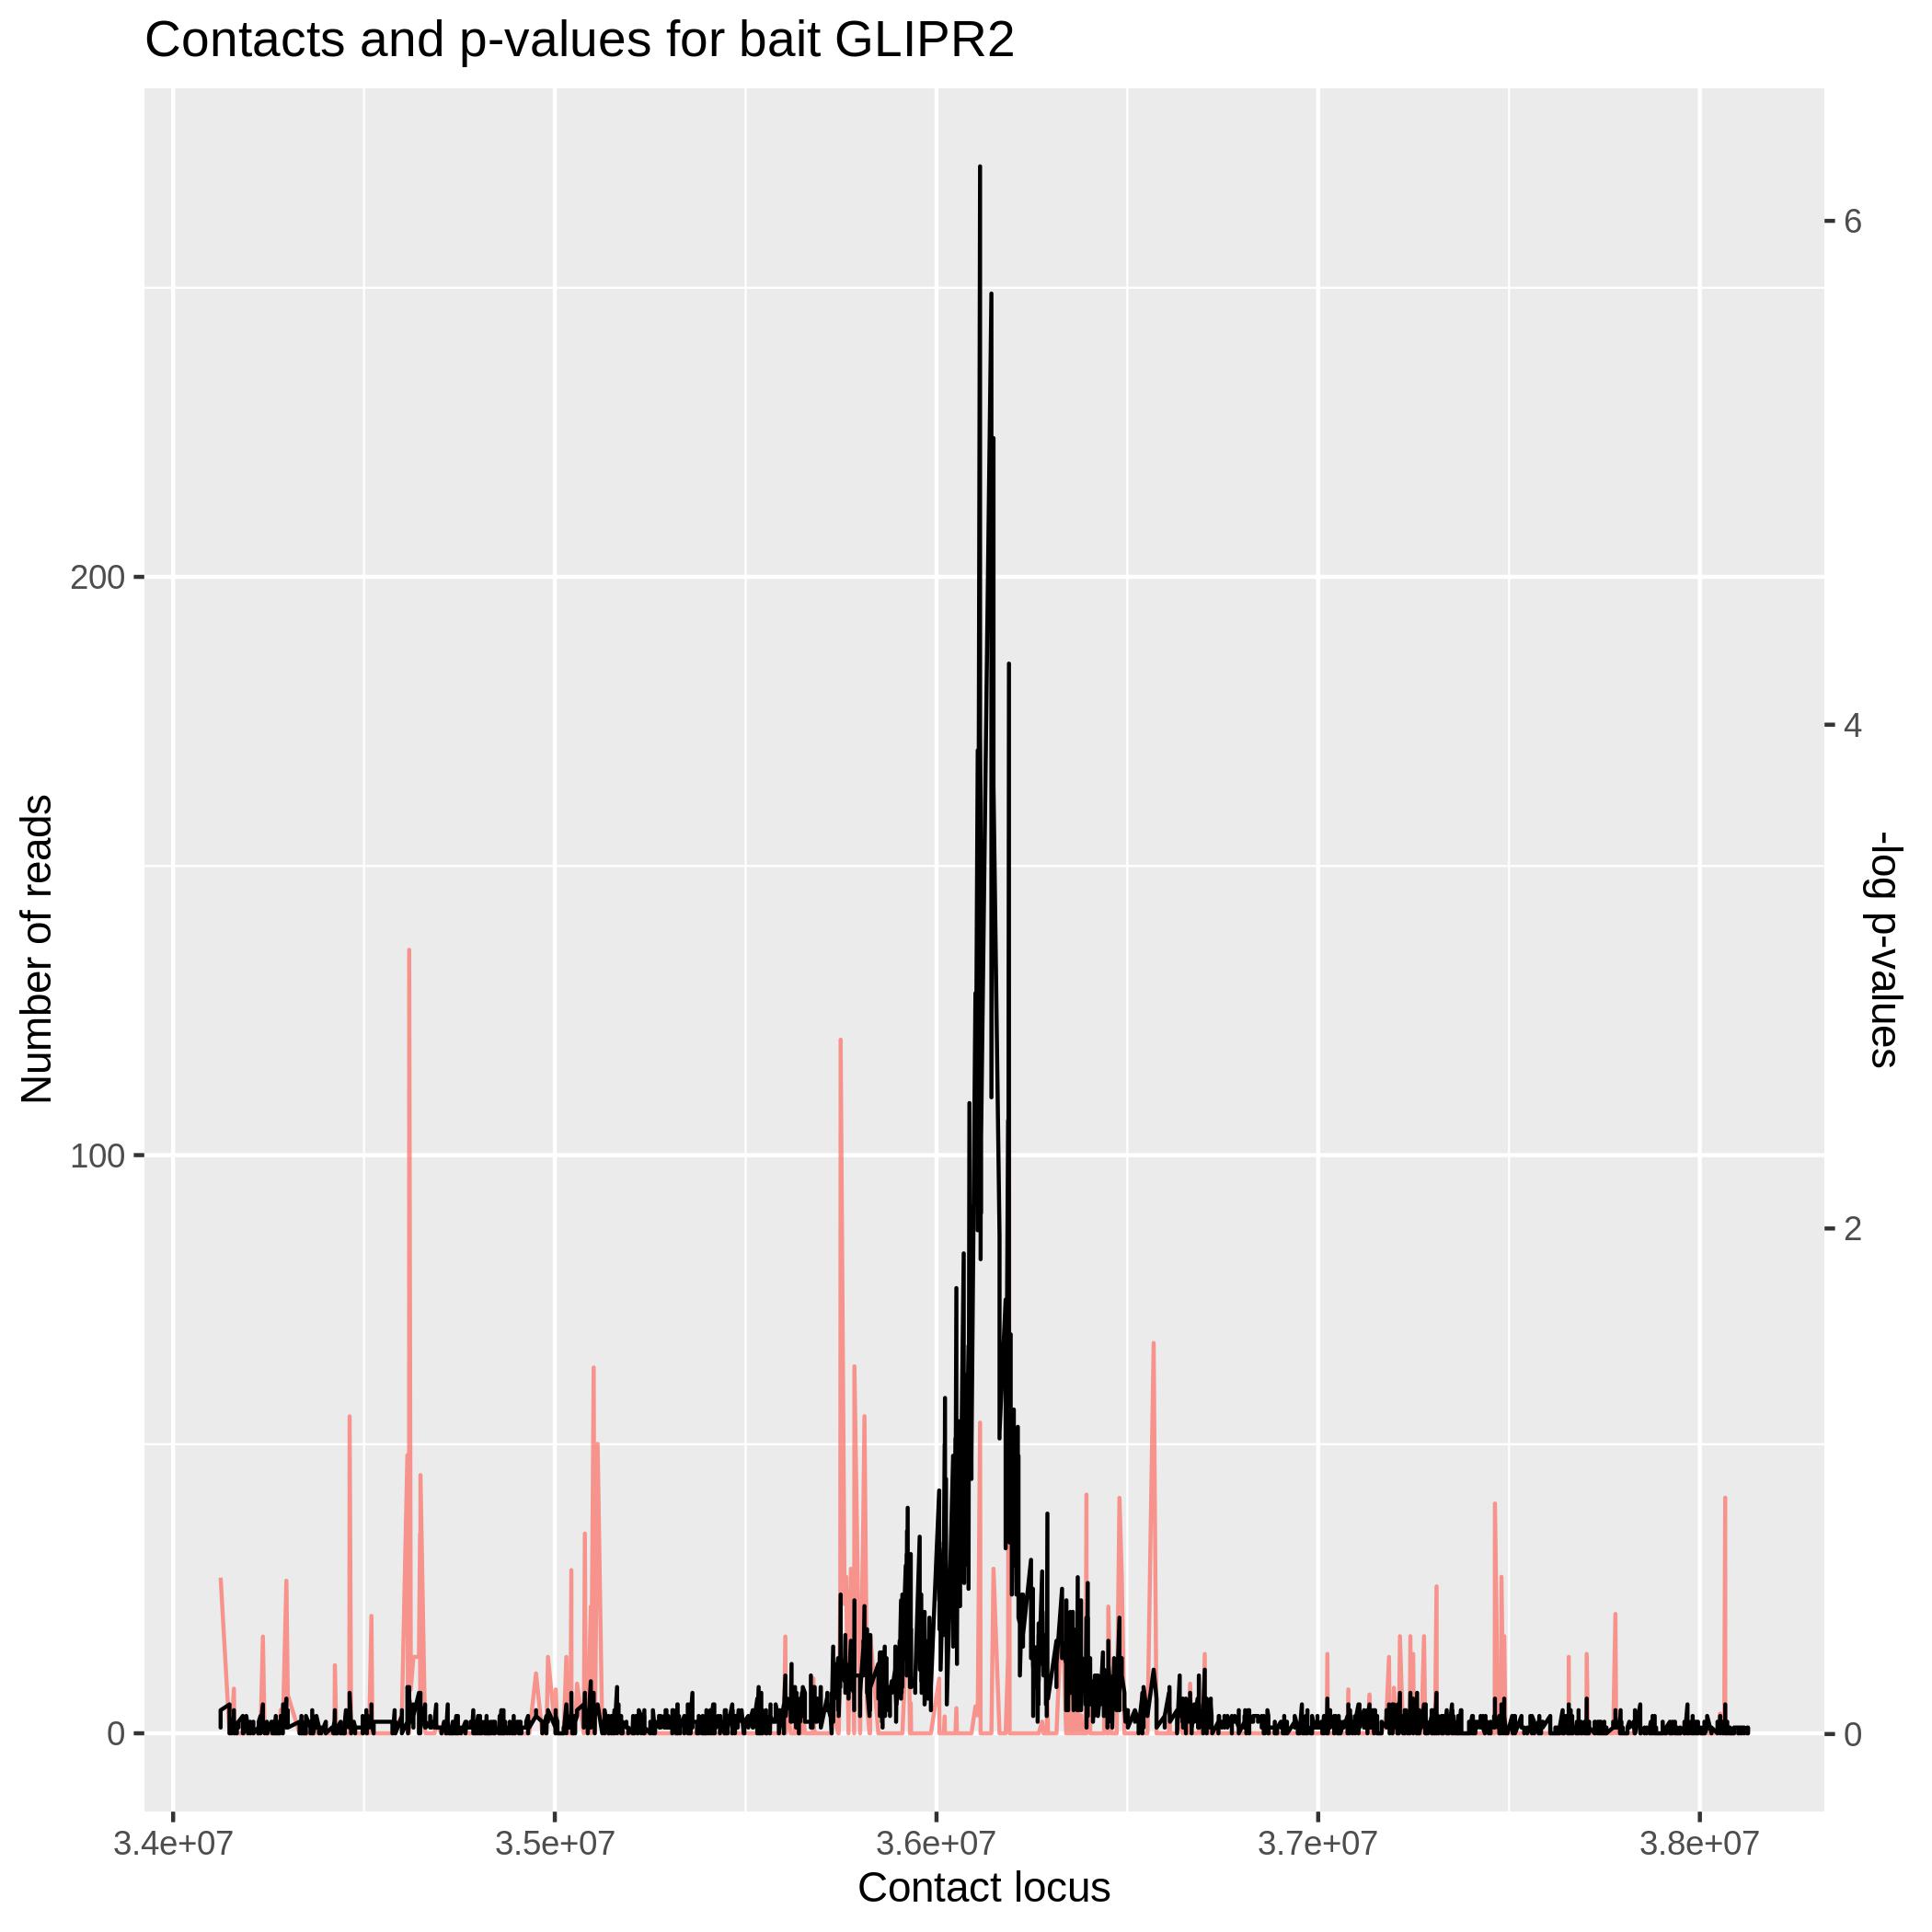 Contacts and p-values for bait GLIPR2
Number of reads
200
100
0
6
4
2
0
-log p-values
3.4e+07
3.5e+07
3.6e+07
3.7e+07
3.8e+07
Contact locus